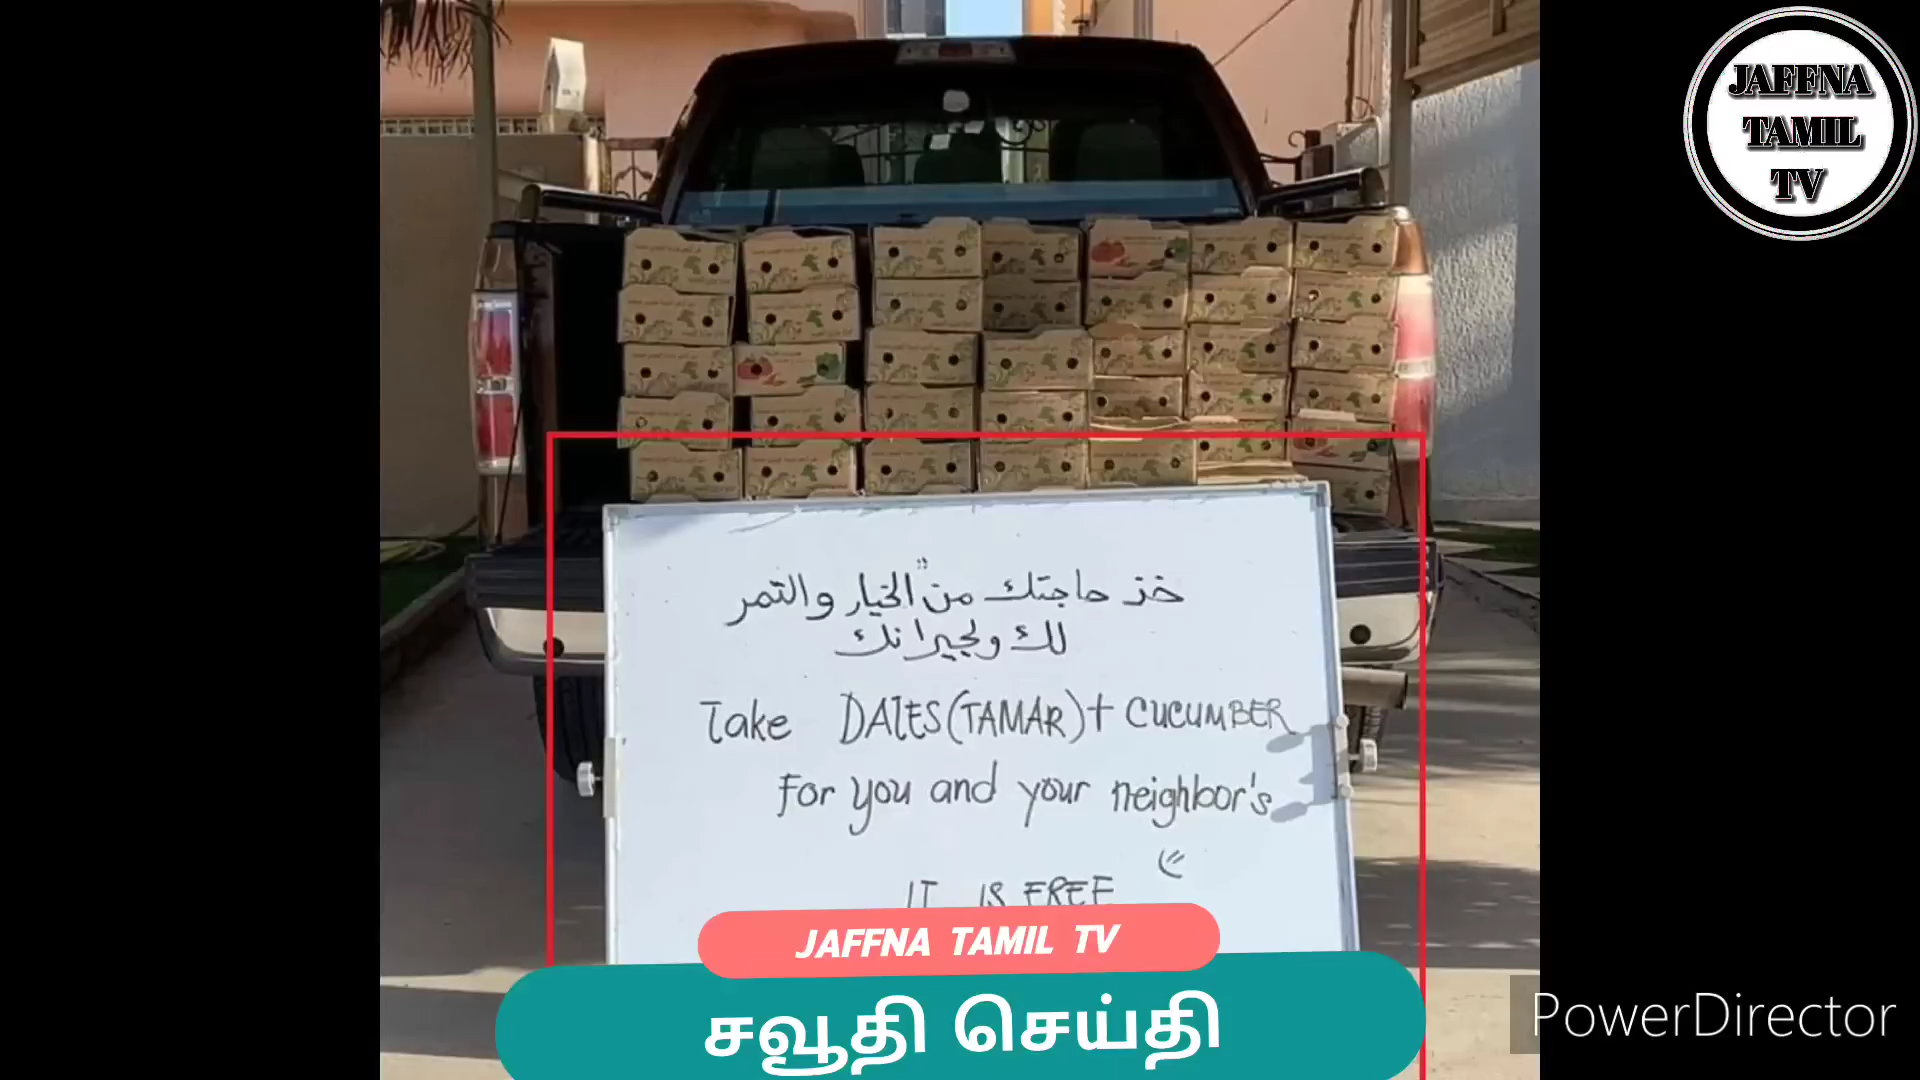 JAFFNA
TAMIL
TV
خذ حاجتك من الخيار والتمر
لك ولجيرانك
Take DATES (TAMAR) + CUCUMBER
For you and your neighbor's
IT IS FREE
JAFFNA TAMIL TV
சவூதி செய்தி
PowerDirector